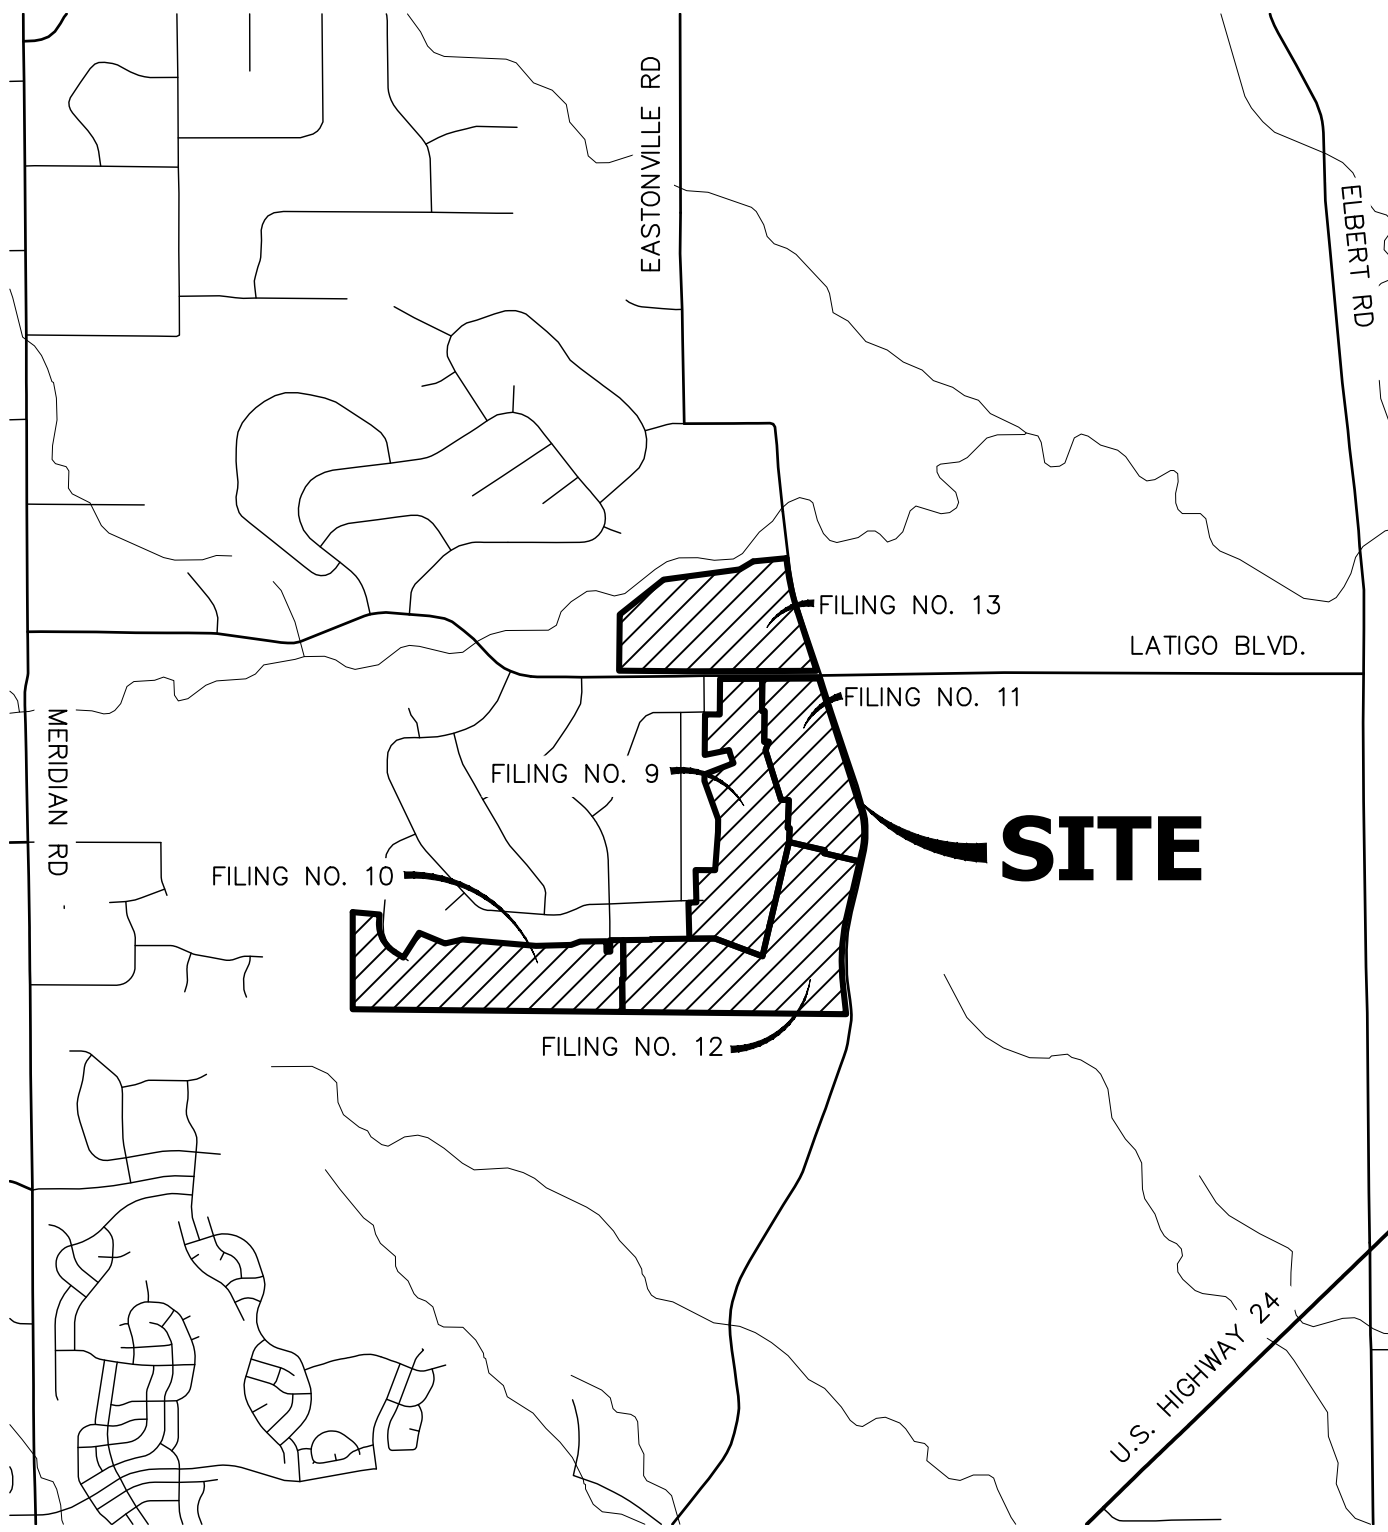 EASTONVILLE RD
ELBERT RD
FILING NO. 13
LATIGO BLVD.
FILING NO. 11
MERIDIAN RD
FILING NO. 9
SITE
FILING NO. 10
FILING NO. 12
U.S. HIGHWAY 24